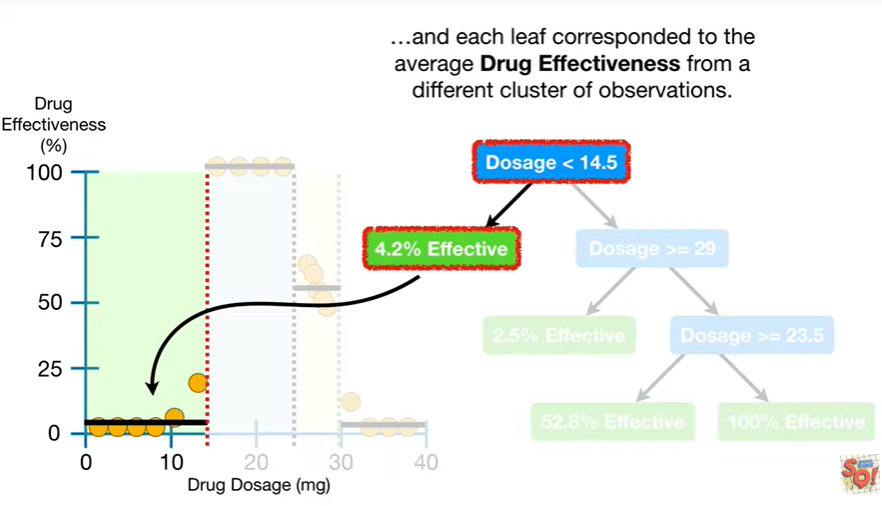 …and each leaf corresponded to the
average Drug Effectiveness from a
different cluster of observations.
Drug
Effectiveness
(%)
100
75
50
25
0
0
10
20
30
40
Drug Dosage (mg)
Dosage < 14.5
4.2% Effective
Dosage >= 29
2.5% Effective
Dosage >= 23.5
52.8% Effective
100% Effective
SQ!